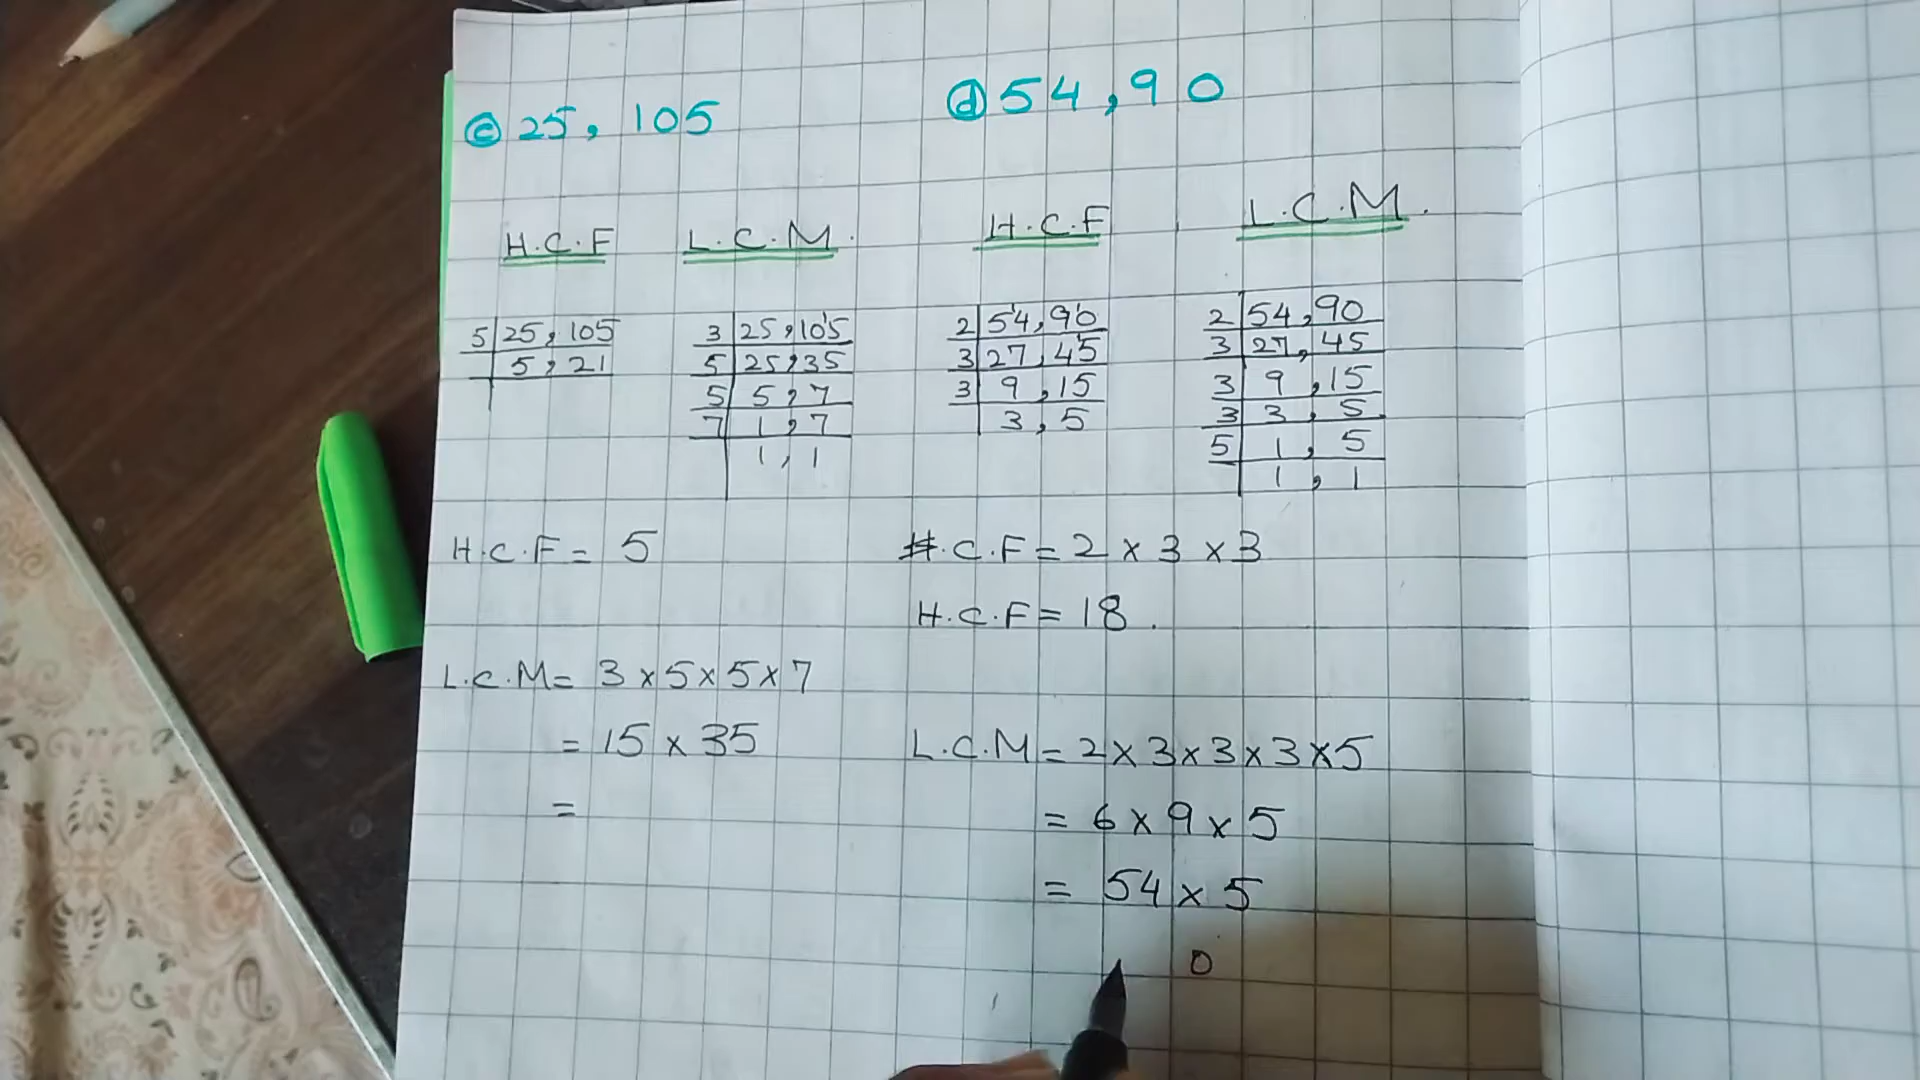 ⓒ 25, 105
H.C.F
L.C.M.
5 | 25, 105
5, 21
3 | 25, 105
5 | 25, 35
5 | 5, 7
7 | 1, 7
1, 1
H.C.F = 5
L.C.M = 3 x 5 x 5 x 7
= 15 x 35
=
ⓓ 54, 90
H.C.F
L.C.M.
2 | 54, 90
3 | 27, 45
3 | 9, 15
3, 5
2 | 54, 90
3 | 27, 45
3 | 9, 15
3 | 3, 5
5 | 1, 5
1, 1
H.C.F = 2 x 3 x 3
H.C.F = 18.
L.C.M = 2 x 3 x 3 x 3 x 5
= 6 x 9 x 5
= 54 x 5
0